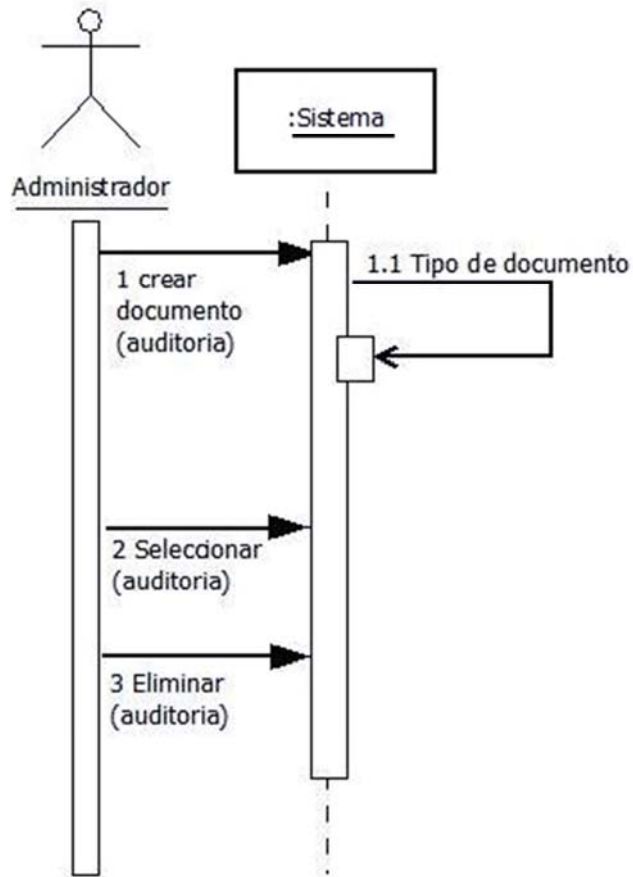 :Sistema
Administrador
1 crear
documento
(auditoria)
1.1 Tipo de documento
2 Seleccionar
(auditoria)
3 Eliminar
(auditoria)